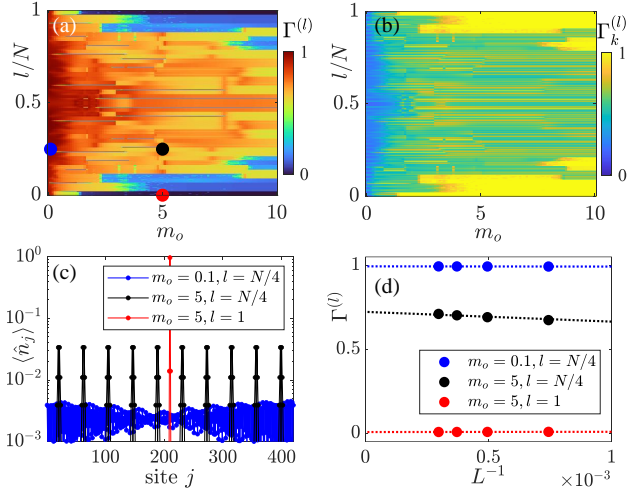 (a)
Γ^(l)
l/N
1
0.5
0
0
5
10
m_o
1
0
(b)
Γ_k^(l)
l/N
1
0.5
0
0
5
10
m_o
1
0
(c)
⟨n̂_j⟩
10^0
10^-1
10^-2
10^-3
m_o = 0.1, l = N/4
m_o = 5, l = N/4
m_o = 5, l = 1
100 200 300 400
site j
(d)
Γ^(l)
1
0.5
0
m_o = 0.1, l = N/4
m_o = 5, l = N/4
m_o = 5, l = 1
0 0.5 1
L^-1
×10^-03